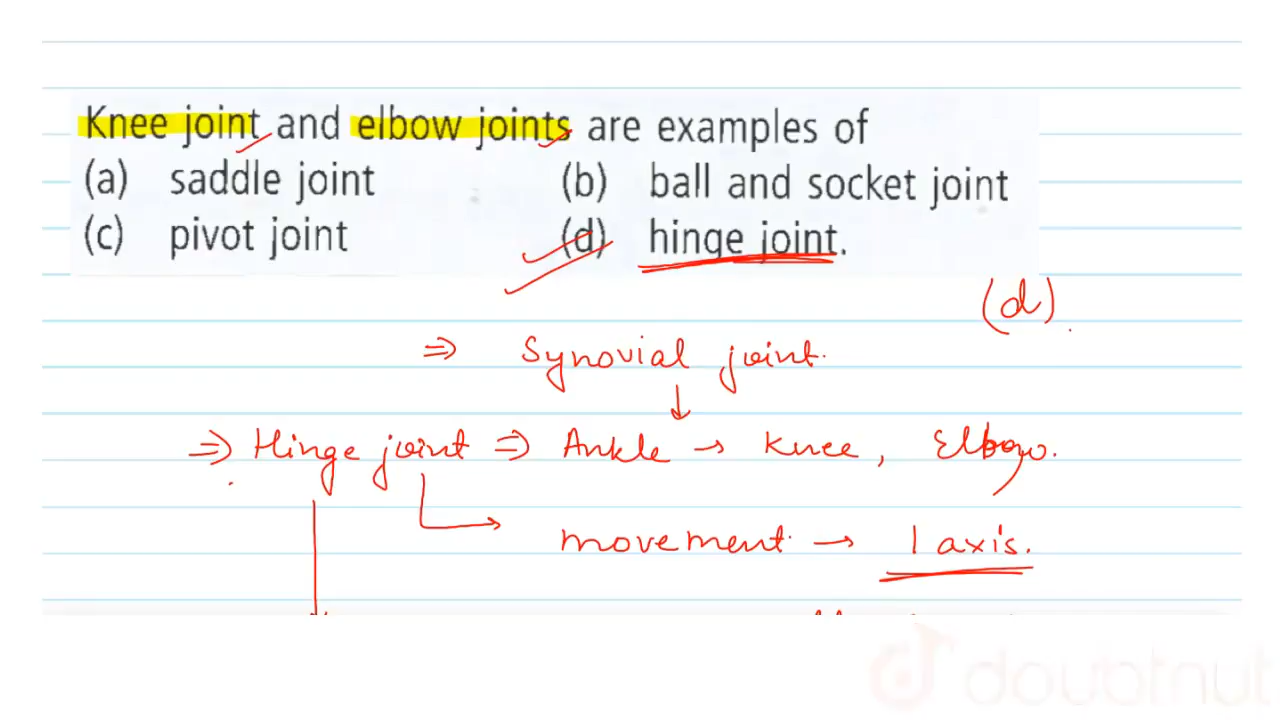 Knee joint and elbow joints are examples of
(a) saddle joint (b) ball and socket joint
(c) pivot joint (d) hinge joint.
(d).
⇒ Synovial joint.
⇒ Hinge joint ⇒ Ankle → Knee, Elbow.
movement → 1 axis.
doubtnut